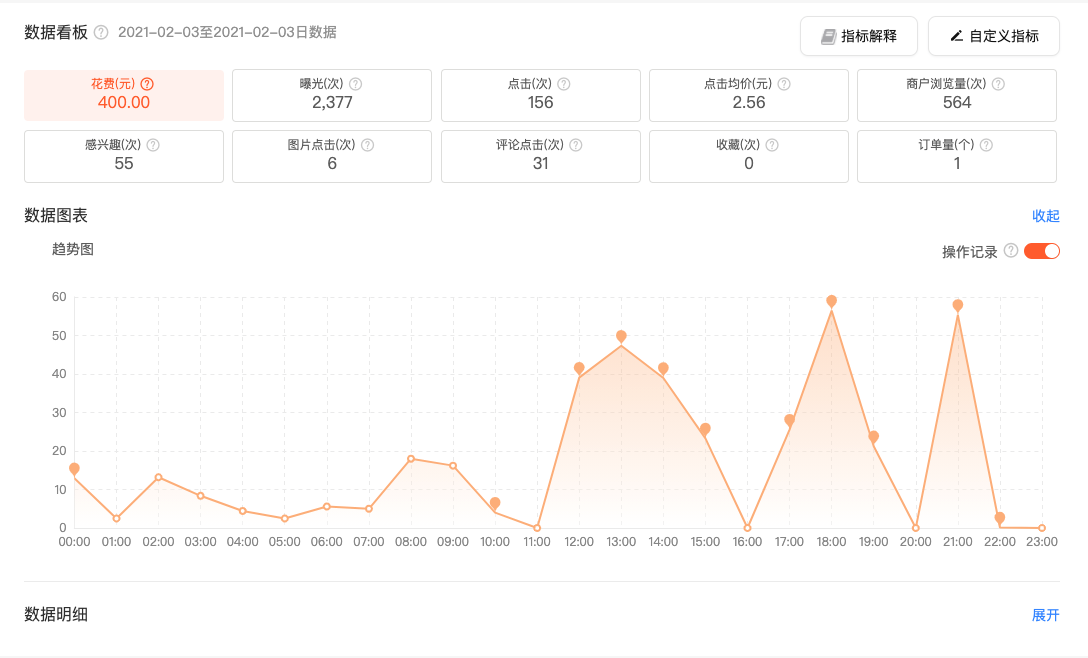 数据看板 ? 2021-02-03至2021-02-03日数据 指标解释 自定义指标
花费(元) ? 曝光(次) ? 点击(次) ? 点击均价(元) ? 商户浏览量(次) ?
400.00 2,377 156 2.56 564
感兴趣(次) ? 图片点击(次) ? 评论点击(次) ? 收藏(次) ? 订单量(个) ?
55 6 31 0 1
数据图表 收起
趋势图 操作记录 ?
60
50
40
30
20
10
0
00:00 01:00 02:00 03:00 04:00 05:00 06:00 07:00 08:00 09:00 10:00 11:00 12:00 13:00 14:00 15:00 16:00 17:00 18:00 19:00 20:00 21:00 22:00 23:00
数据明细 展开